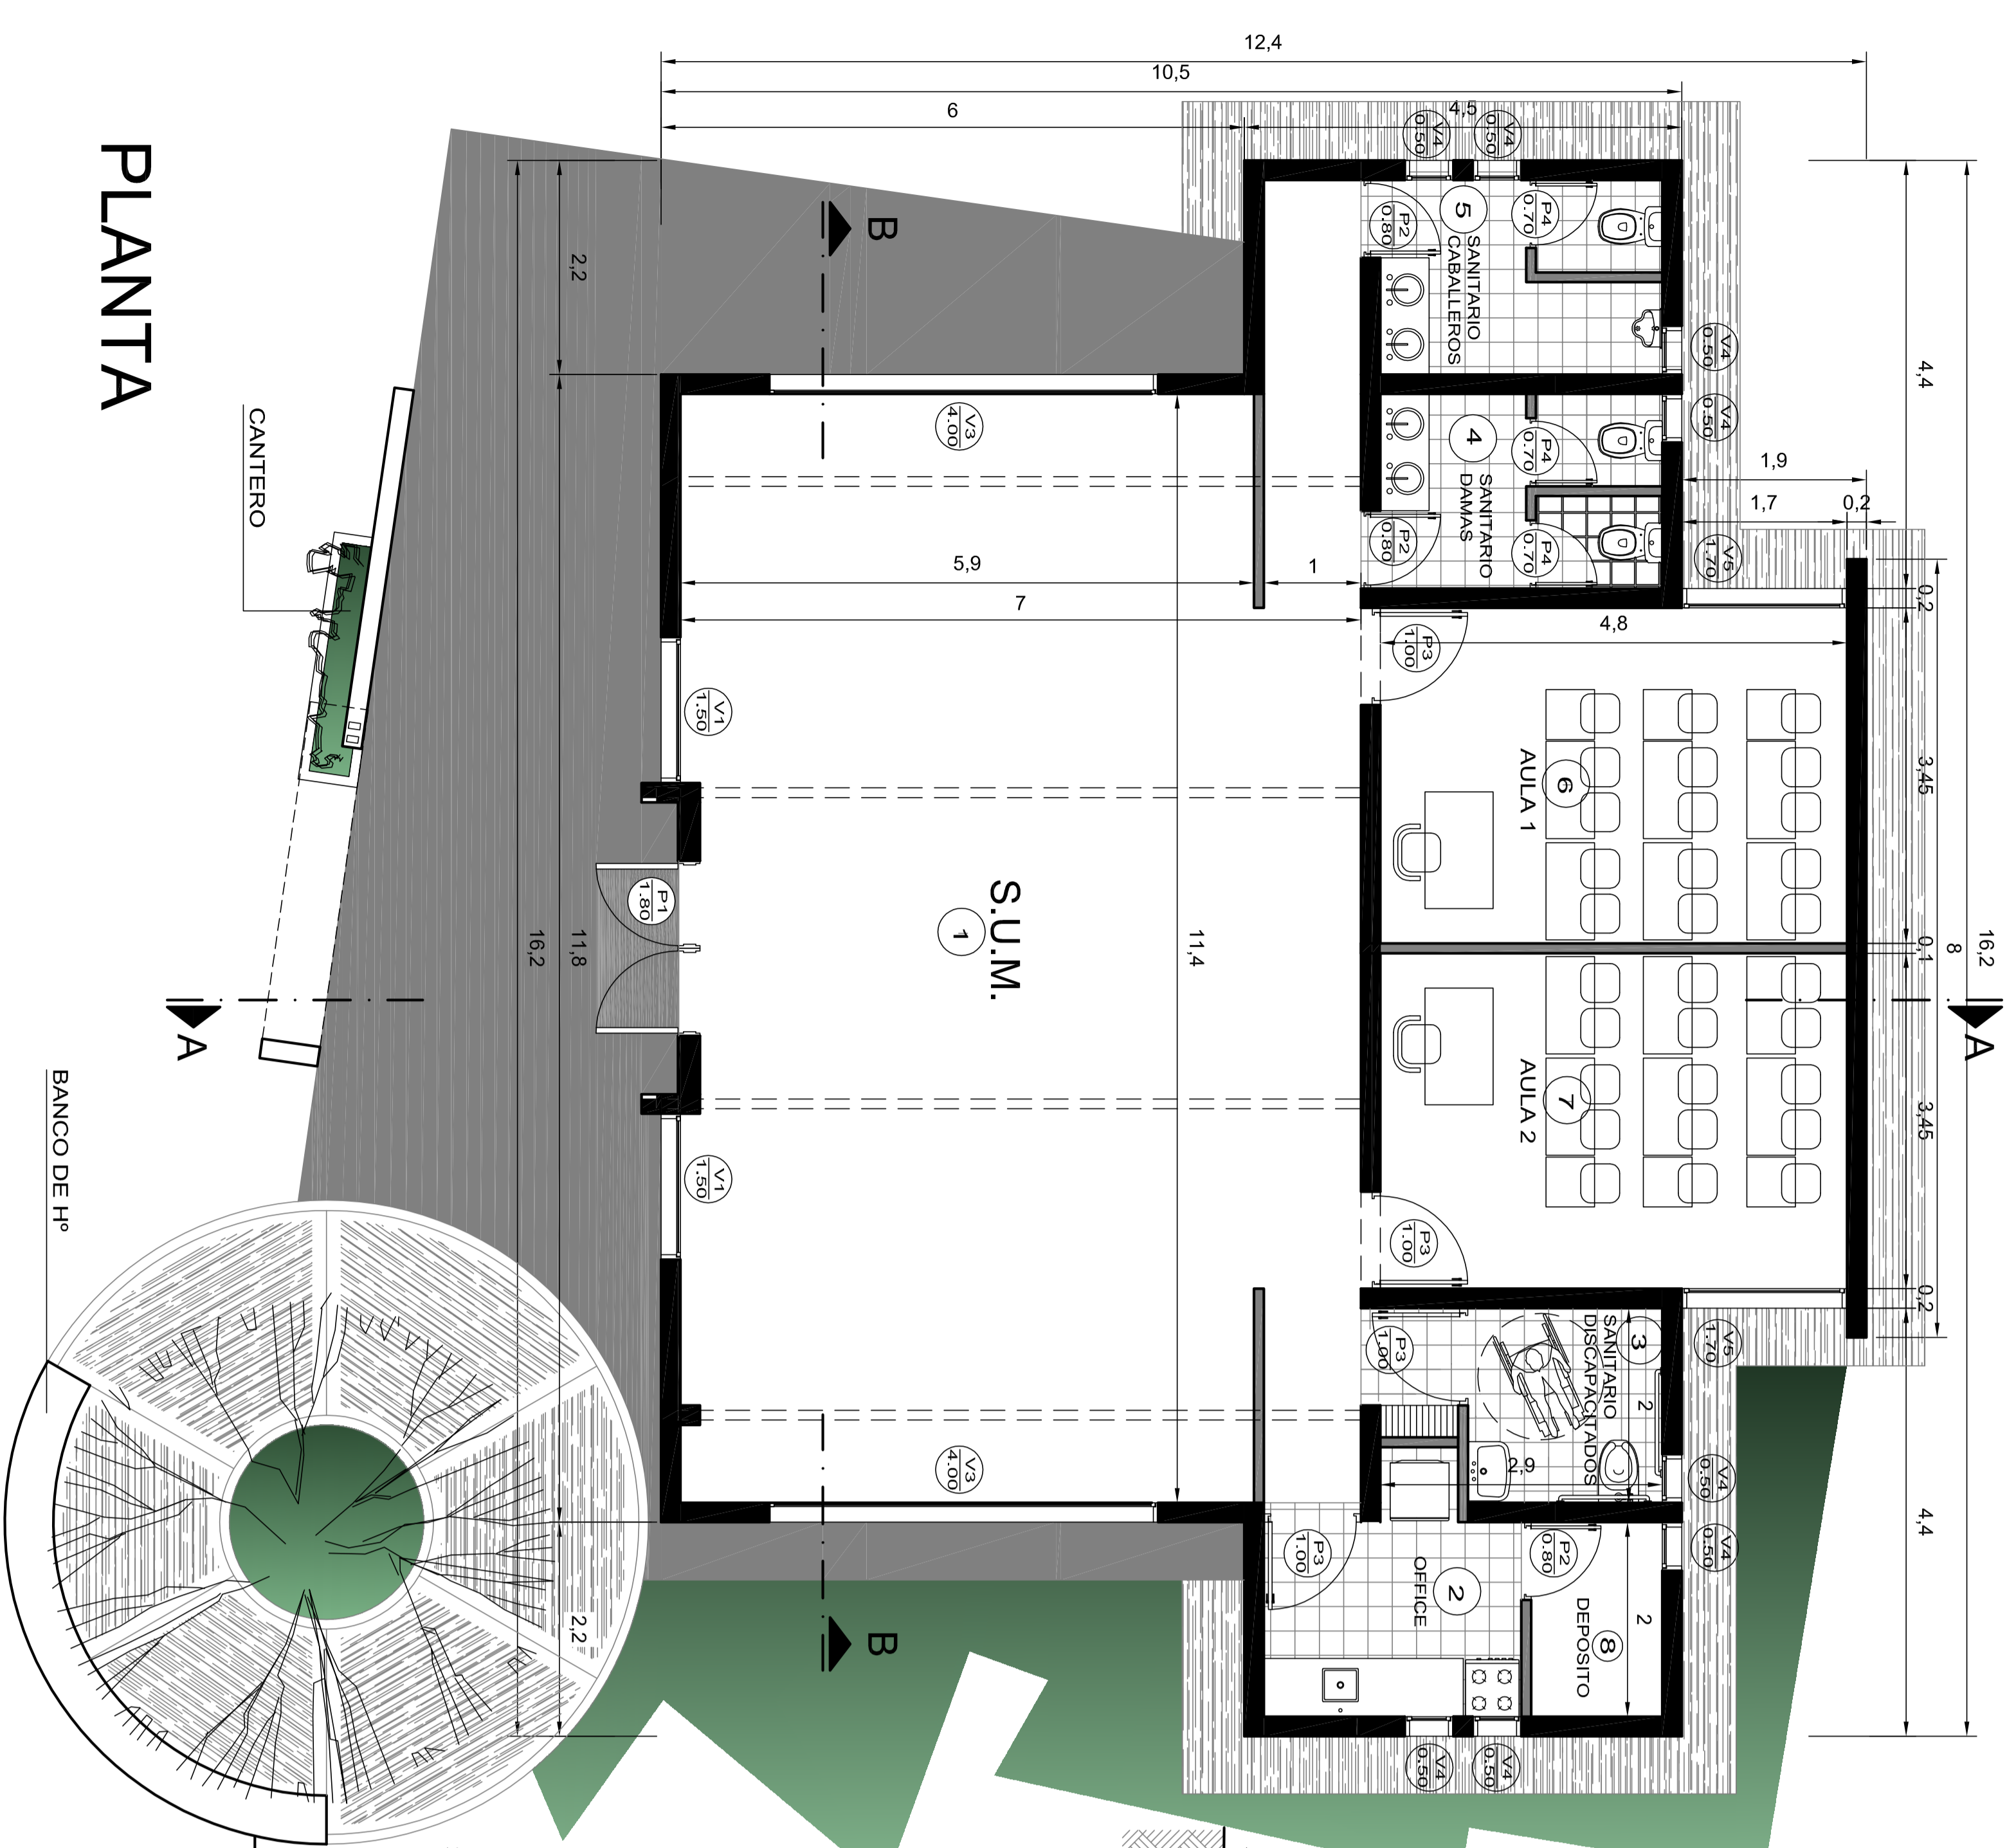 12,4
10,5
6
4,5
V4
0.50
V4
0.50
5
SANITARIO
CABALLEROS
P2
0.80
P4
0.70
V4
0.50
V4
0.50
4
SANITARIO
DAMAS
P4
0.70
P4
0.70
P2
0.80
1,9
1,7
0,2
V5
1.70
4,4
0,2
3,45
0,1
3,45
0,2
4,4
8
16,2
A
B
2,2
V3
4.00
5,9
1
7
4,8
P3
1.00
V1
1.50
6
AULA 1
P1
1.80
S.U.M.
1
11,4
11,8
16,2
7
AULA 2
V1
1.50
P3
1.00
3
SANITARIO
DISCAPACITADOS
P3
1.00
2
2,9
V5
1.70
V4
0.50
V4
0.50
V3
4.00
P3
1.00
P2
0.80
2
OFFICE
8
DEPOSITO
2
V4
0.50
V4
0.50
B
2,2
PLANTA
CANTERO
A
BANCO DE Hº